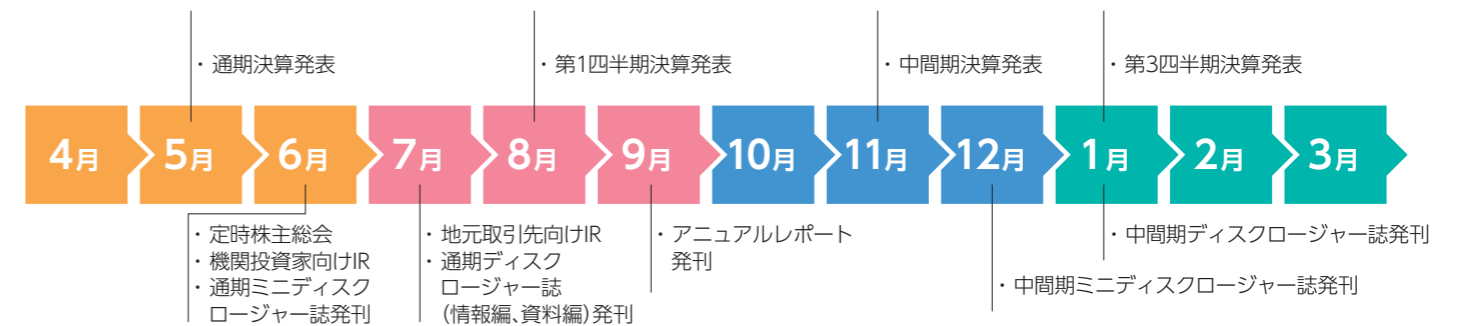 ・通期決算発表
・第1四半期決算発表
・中間期決算発表
・第3四半期決算発表
4月
5月
6月
7月
8月
9月
10月
11月
12月
1月
2月
3月
・定時株主総会
・機関投資家向けIR
・通期ミニディスク
ロージャー誌発刊
・地元取引先向けIR
・通期ディスク
ロージャー誌
(情報編、資料編)発刊
・アニュアルレポート
発刊
・中間期ミニディスクロージャー誌発刊
・中間期ディスクロージャー誌発刊